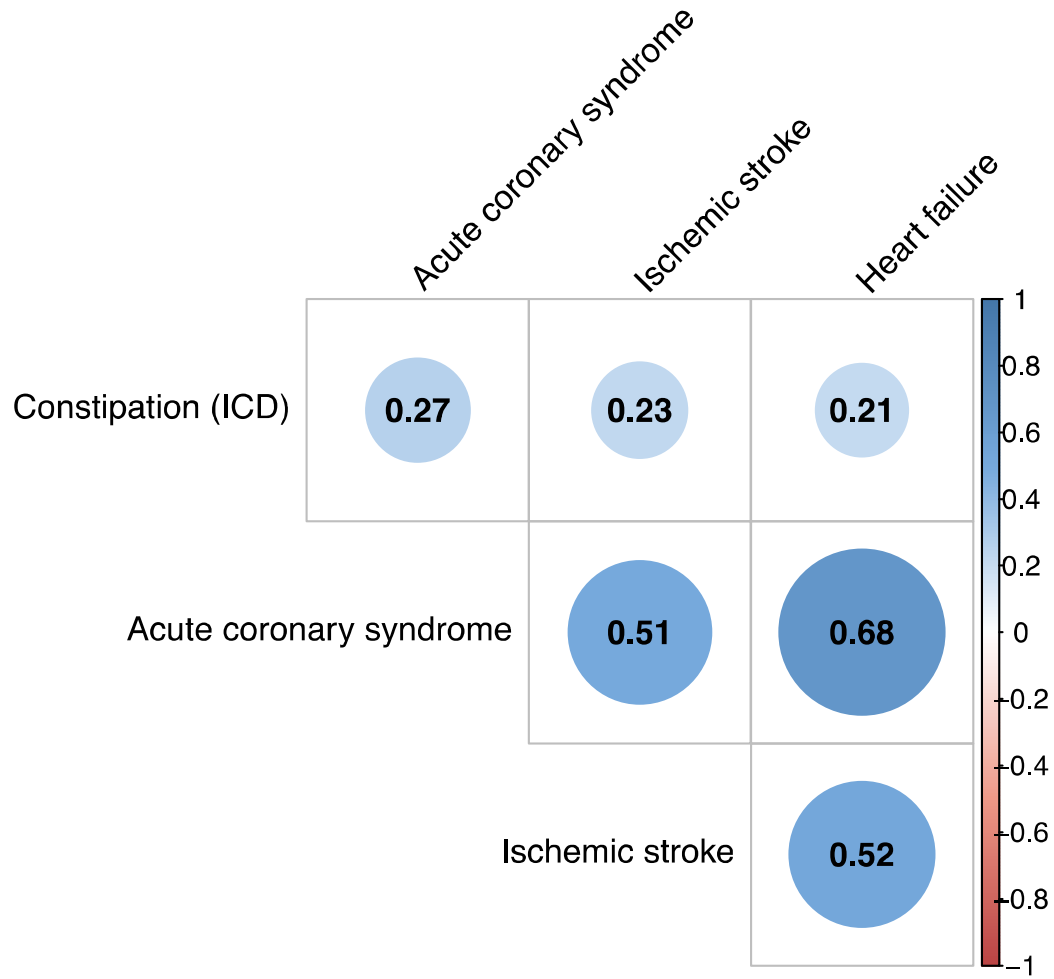 Acute coronary syndrome
Ischemic stroke
Heart failure
Constipation (ICD)
0.27
0.23
0.21
Acute coronary syndrome
0.51
0.68
Ischemic stroke
0.52
1
0.8
0.6
0.4
0.2
0
-0.2
-0.4
-0.6
-0.8
-1